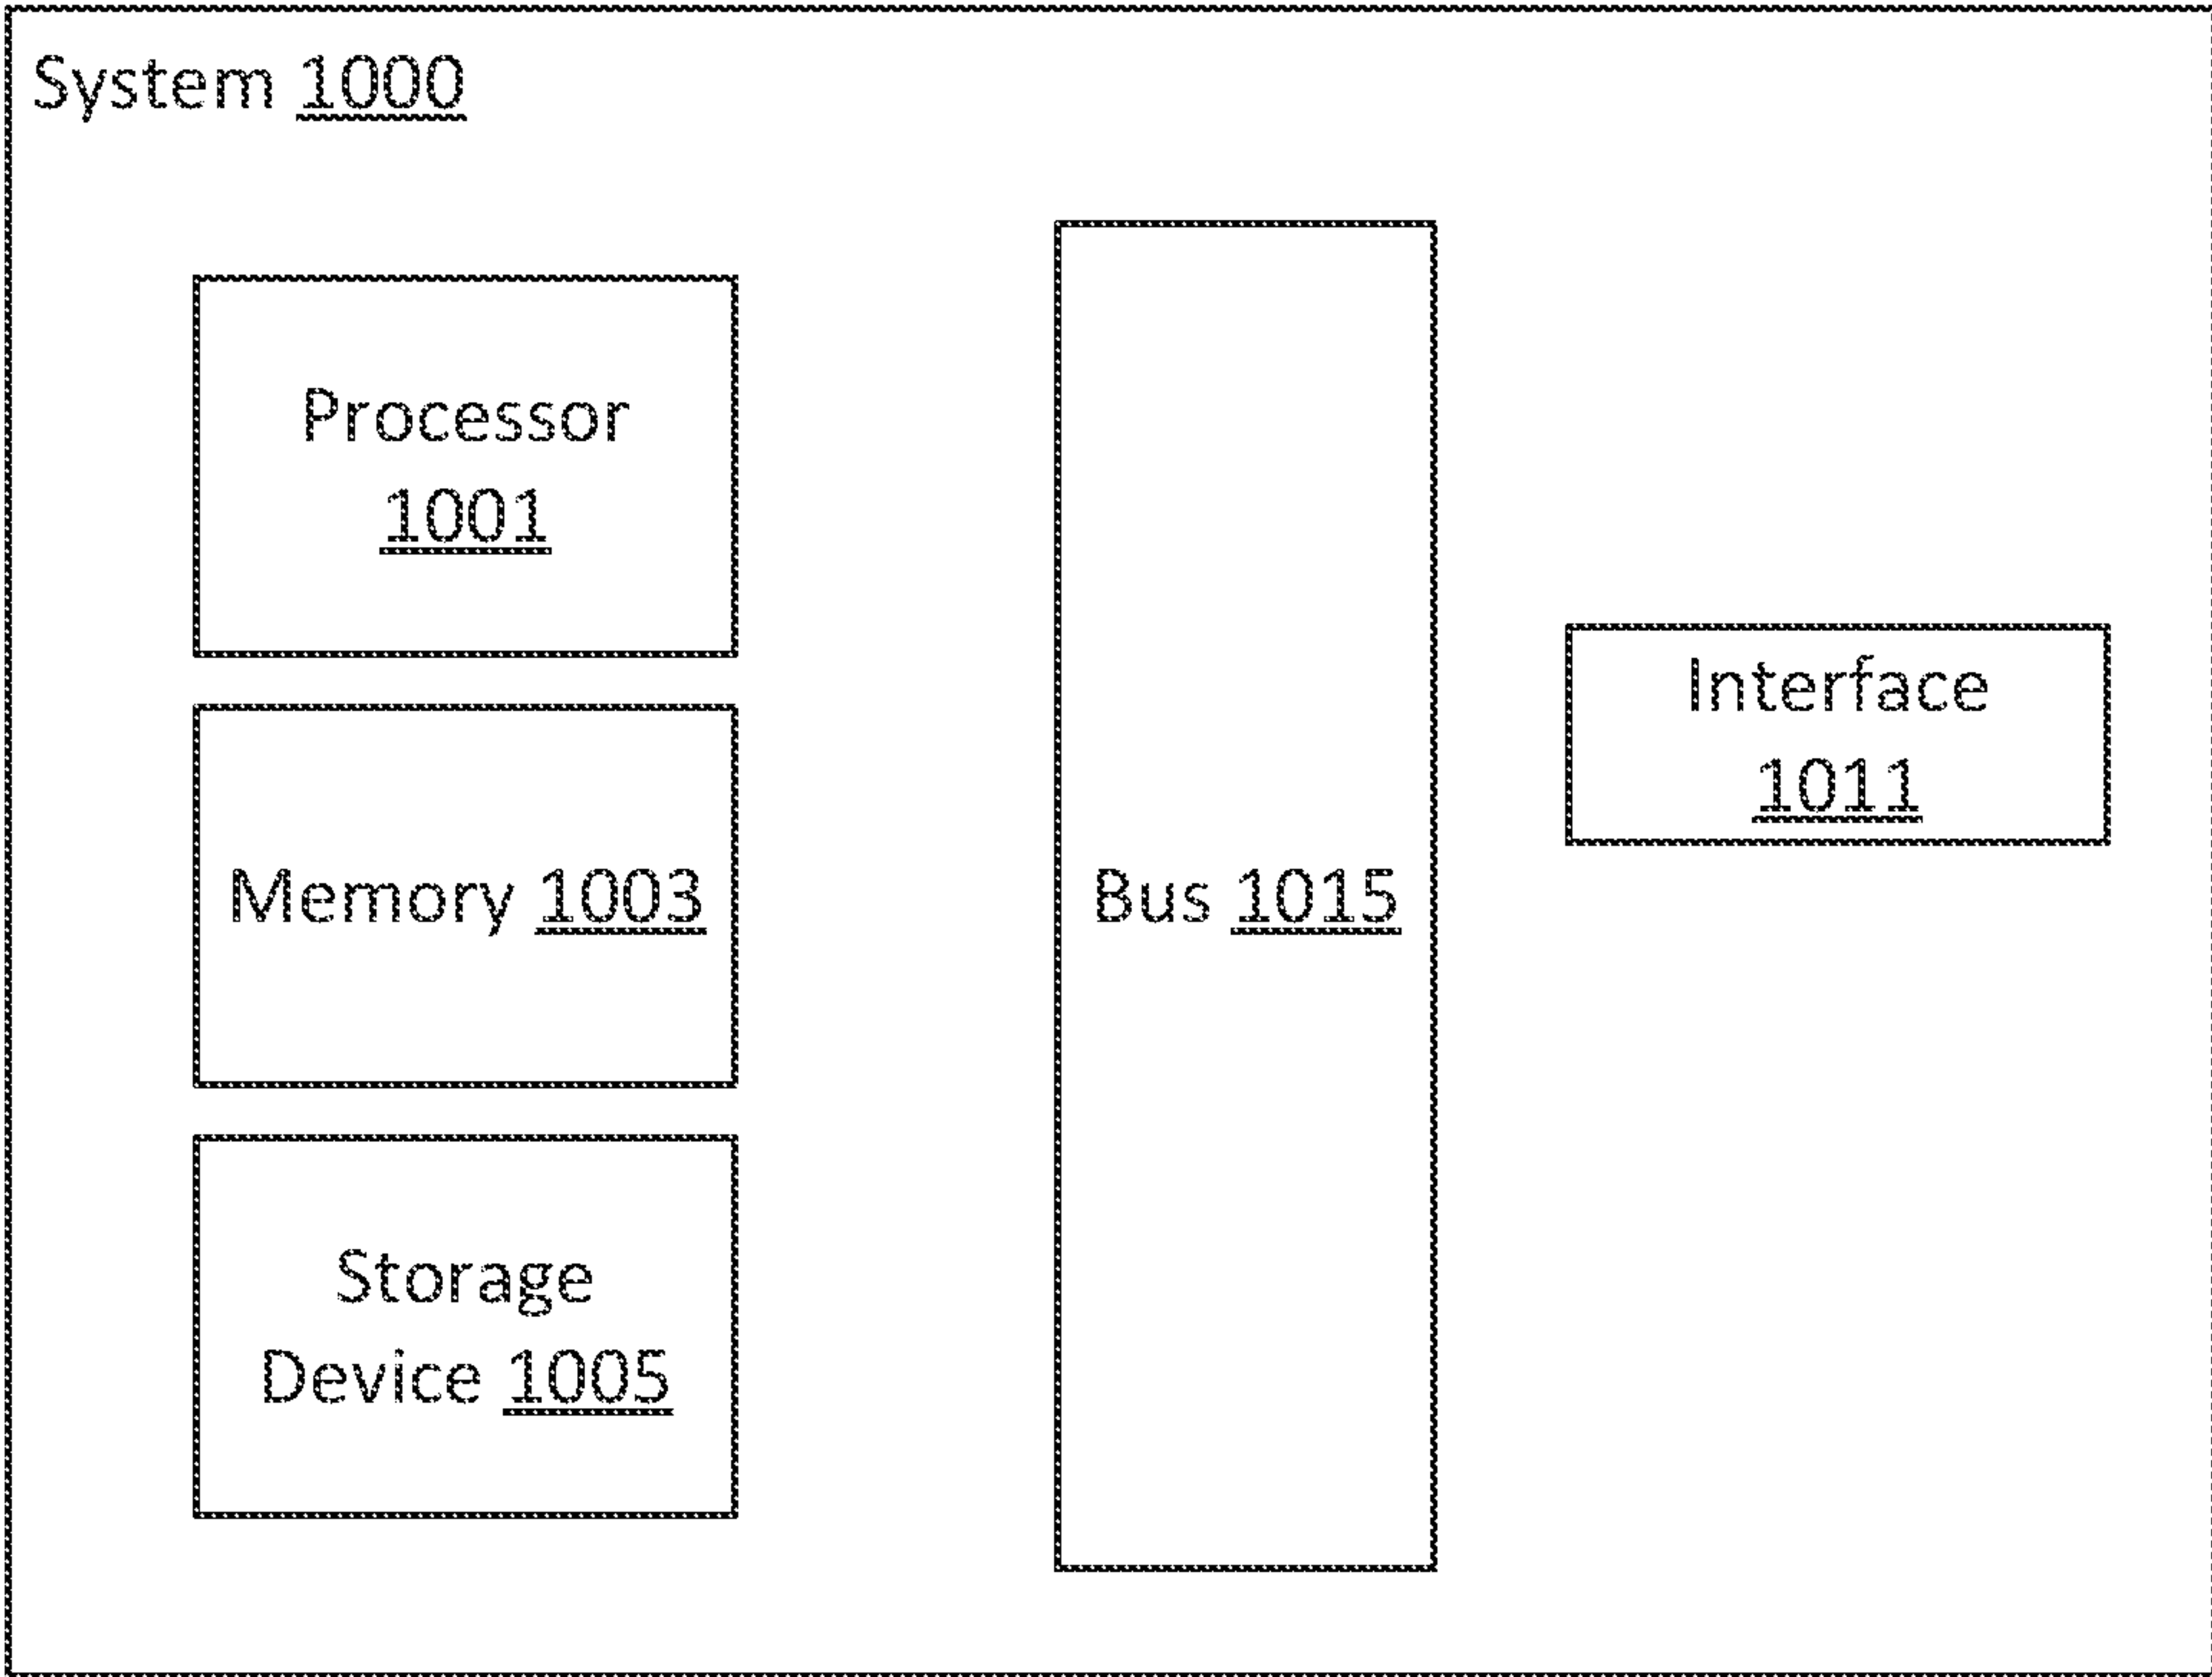 System 1000
Processor
1001
Memory 1003
Storage
Device 1005
Bus 1015
Interface
1011